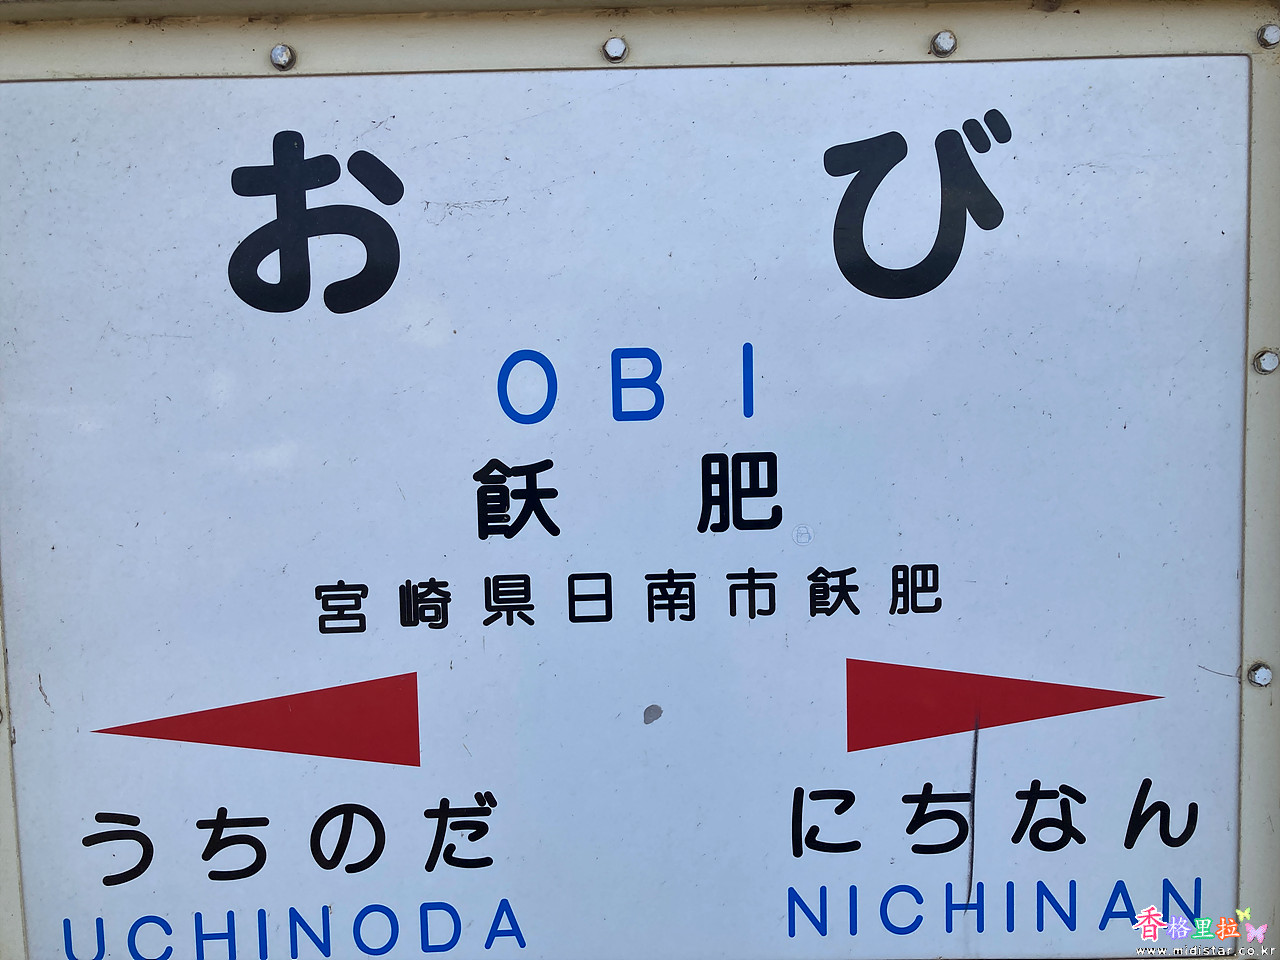 おび
OBI
飫肥
宮崎県日南市飫肥
うちのだ にちなん
UCHINODA NICHINAN
香格里拉
www.midistar.co.kr